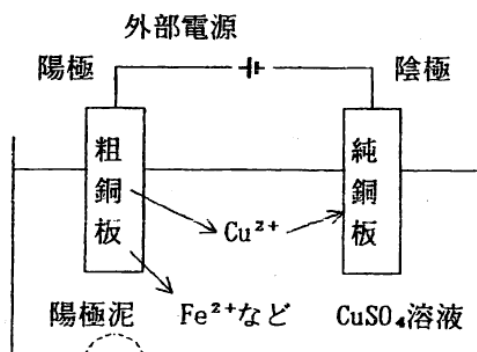 外部電源
陽極
陰極
粗銅板
純銅板
Cu²⁺
陽極泥
Fe²⁺など
CuSO₄溶液